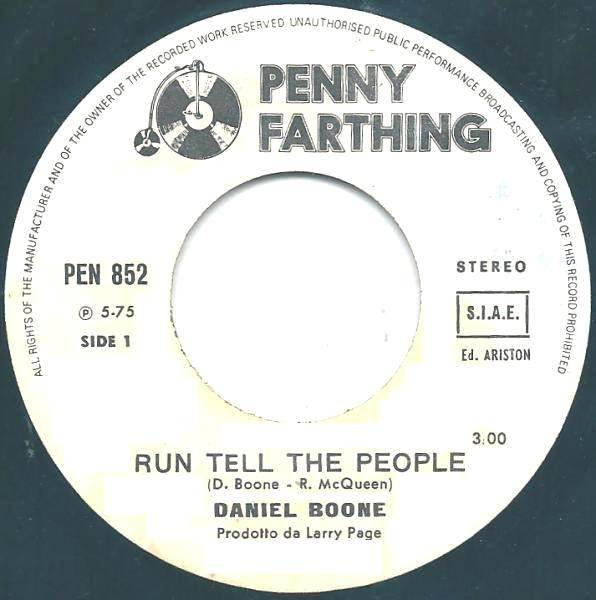 ALL RIGHTS OF THE MANUFACTURER AND OF THE OWNER OF THE RECORDED WORK RESERVED UNAUTHORISED PUBLIC PERFORMANCE BROADCASTING AND COPYING OF THIS RECORD PROHIBITED
PENNY
FARTHING
PEN 852
℗ 5-75
SIDE 1
STEREO
S.I.A.E.
Ed. ARISTON
3:00
RUN TELL THE PEOPLE
(D. Boone - R. McQueen)
DANIEL BOONE
Prodotto da Larry Page